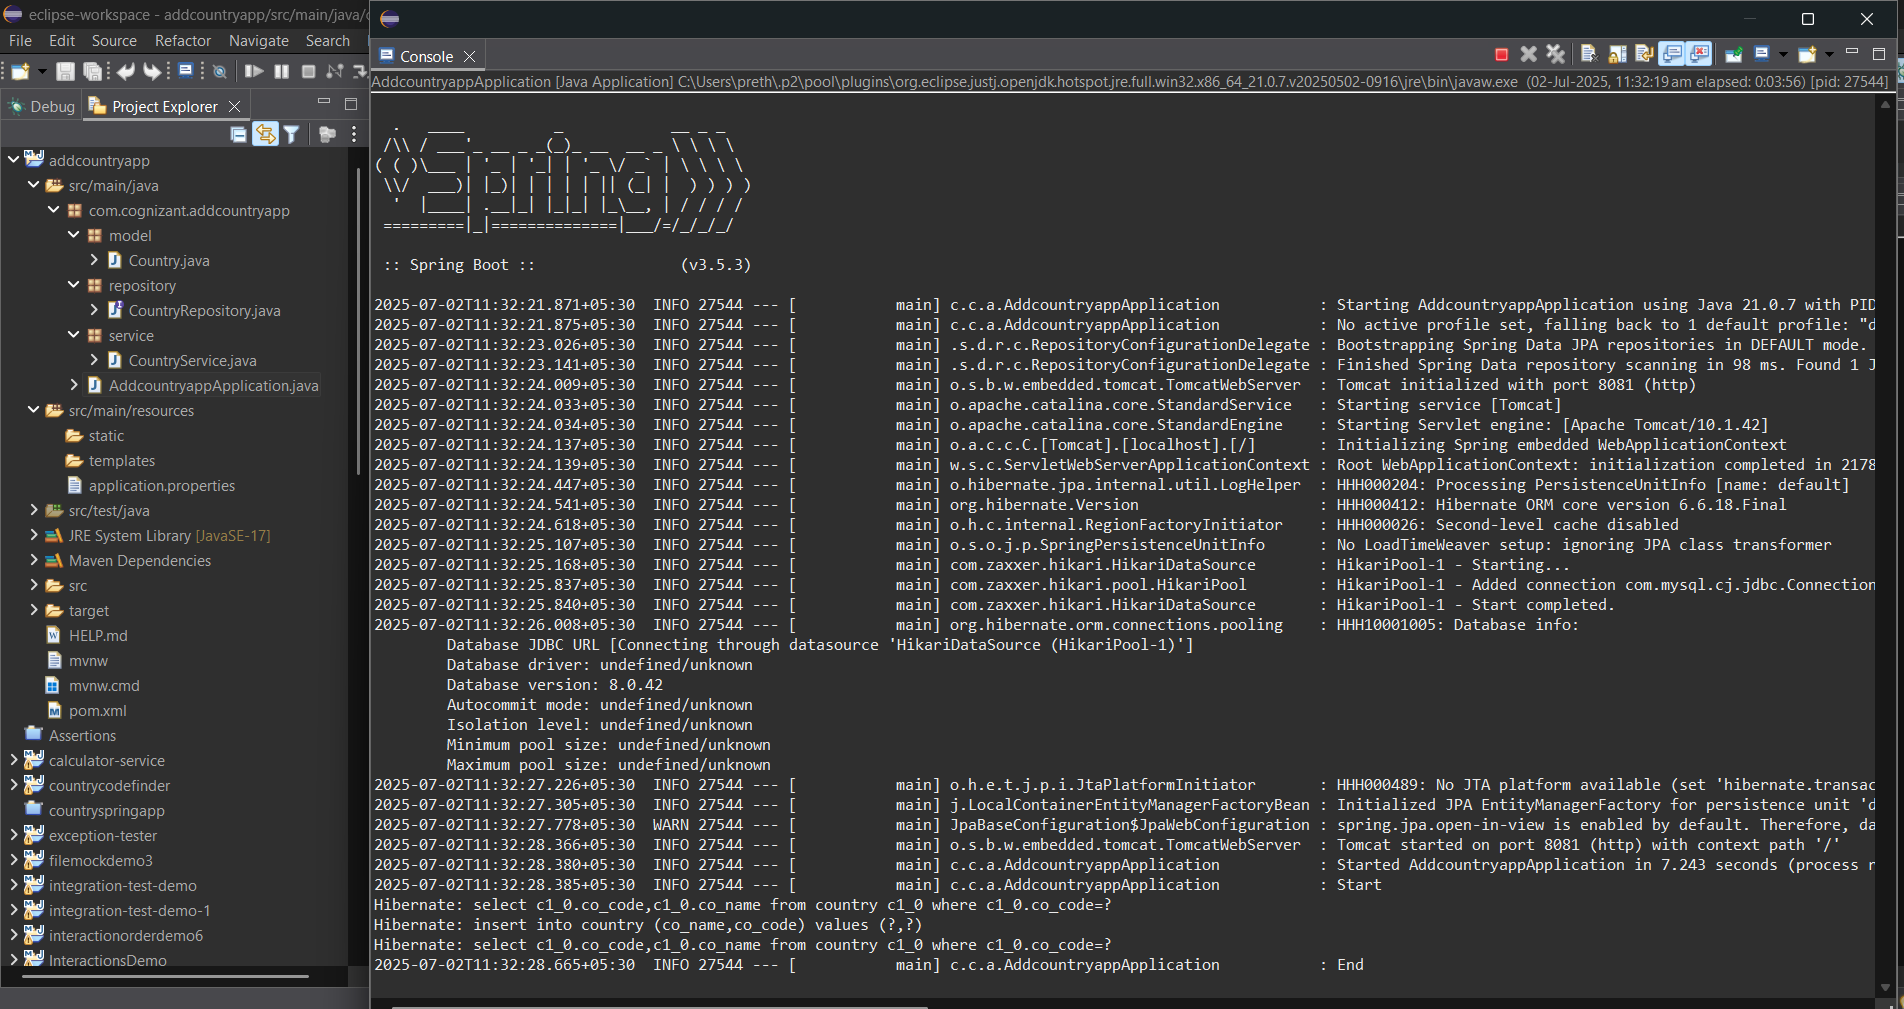 eclipse-workspace - addcountryapp/src/main/java/c
File Edit Source Refactor Navigate Search
Debug Project Explorer
addcountryapp
src/main/java
com.cognizant.addcountryapp
model
Country.java
repository
CountryRepository.java
service
CountryService.java
AddcountryappApplication.java
src/main/resources
static
templates
application.properties
src/test/java
JRE System Library [JavaSE-17]
Maven Dependencies
src
target
HELP.md
mvnw
mvnw.cmd
pom.xml
Assertions
calculator-service
countrycodefinder
countryspringapp
exception-tester
filemockdemo3
integration-test-demo
integration-test-demo-1
interactionorderdemo6
InteractionsDemo
Console
AddcountryappApplication [Java Application] C:\Users\preth\.p2\pool\plugins\org.eclipse.justj.openjdk.hotspot.jre.full.win32.x86_64_21.0.7.v20250502-0916\jre\bin\javaw.exe (02-Jul-2025, 11:32:19 am elapsed: 0:03:56) [pid: 27544]
Spring
:: Spring Boot :: (v3.5.3)
2025-07-02T11:32:21.871+05:30 INFO 27544 --- [ main] c.c.a.AddcountryappApplication : Starting AddcountryappApplication using Java 21.0.7 with PID
2025-07-02T11:32:21.875+05:30 INFO 27544 --- [ main] c.c.a.AddcountryappApplication : No active profile set, falling back to 1 default profile: "d
2025-07-02T11:32:23.026+05:30 INFO 27544 --- [ main] .s.d.r.c.RepositoryConfigurationDelegate : Bootstrapping Spring Data JPA repositories in DEFAULT mode.
2025-07-02T11:32:23.141+05:30 INFO 27544 --- [ main] .s.d.r.c.RepositoryConfigurationDelegate : Finished Spring Data repository scanning in 98 ms. Found 1 J
2025-07-02T11:32:24.009+05:30 INFO 27544 --- [ main] o.s.b.w.embedded.tomcat.TomcatWebServer : Tomcat initialized with port 8081 (http)
2025-07-02T11:32:24.033+05:30 INFO 27544 --- [ main] o.apache.catalina.core.StandardService : Starting service [Tomcat]
2025-07-02T11:32:24.034+05:30 INFO 27544 --- [ main] o.apache.catalina.core.StandardEngine : Starting Servlet engine: [Apache Tomcat/10.1.42]
2025-07-02T11:32:24.137+05:30 INFO 27544 --- [ main] o.a.c.c.C.[Tomcat].[localhost].[/] : Initializing Spring embedded WebApplicationContext
2025-07-02T11:32:24.139+05:30 INFO 27544 --- [ main] w.s.c.ServletWebServerApplicationContext : Root WebApplicationContext: initialization completed in 2178
2025-07-02T11:32:24.447+05:30 INFO 27544 --- [ main] o.hibernate.jpa.internal.util.LogHelper : HHH000204: Processing PersistenceUnitInfo [name: default]
2025-07-02T11:32:24.541+05:30 INFO 27544 --- [ main] org.hibernate.Version : HHH000412: Hibernate ORM core version 6.6.18.Final
2025-07-02T11:32:24.618+05:30 INFO 27544 --- [ main] o.h.c.internal.RegionFactoryInitiator : HHH000026: Second-level cache disabled
2025-07-02T11:32:25.107+05:30 INFO 27544 --- [ main] o.s.o.j.p.SpringPersistenceUnitInfo : No LoadTimeWeaver setup: ignoring JPA class transformer
2025-07-02T11:32:25.168+05:30 INFO 27544 --- [ main] com.zaxxer.hikari.HikariDataSource : HikariPool-1 - Starting...
2025-07-02T11:32:25.837+05:30 INFO 27544 --- [ main] com.zaxxer.hikari.pool.HikariPool : HikariPool-1 - Added connection com.mysql.cj.jdbc.Connection
2025-07-02T11:32:25.840+05:30 INFO 27544 --- [ main] com.zaxxer.hikari.HikariDataSource : HikariPool-1 - Start completed.
2025-07-02T11:32:26.008+05:30 INFO 27544 --- [ main] org.hibernate.orm.connections.pooling : HHH10001005: Database info:
Database JDBC URL [Connecting through datasource 'HikariDataSource (HikariPool-1)']
Database driver: undefined/unknown
Database version: 8.0.42
Autocommit mode: undefined/unknown
Isolation level: undefined/unknown
Minimum pool size: undefined/unknown
Maximum pool size: undefined/unknown
2025-07-02T11:32:27.226+05:30 INFO 27544 --- [ main] o.h.e.t.j.p.i.JtaPlatformInitiator : HHH000489: No JTA platform available (set 'hibernate.transac
2025-07-02T11:32:27.305+05:30 INFO 27544 --- [ main] j.LocalContainerEntityManagerFactoryBean : Initialized JPA EntityManagerFactory for persistence unit 'd
2025-07-02T11:32:27.778+05:30 WARN 27544 --- [ main] JpaBaseConfiguration$JpaWebConfiguration : spring.jpa.open-in-view is enabled by default. Therefore, da
2025-07-02T11:32:28.366+05:30 INFO 27544 --- [ main] o.s.b.w.embedded.tomcat.TomcatWebServer : Tomcat started on port 8081 (http) with context path '/'
2025-07-02T11:32:28.380+05:30 INFO 27544 --- [ main] c.c.a.AddcountryappApplication : Started AddcountryappApplication in 7.243 seconds (process r
2025-07-02T11:32:28.385+05:30 INFO 27544 --- [ main] c.c.a.AddcountryappApplication : Start
Hibernate: select c1_0.co_code,c1_0.co_name from country c1_0 where c1_0.co_code=?
Hibernate: insert into country (co_name,co_code) values (?,?)
Hibernate: select c1_0.co_code,c1_0.co_name from country c1_0 where c1_0.co_code=?
2025-07-02T11:32:28.665+05:30 INFO 27544 --- [ main] c.c.a.AddcountryappApplication : End